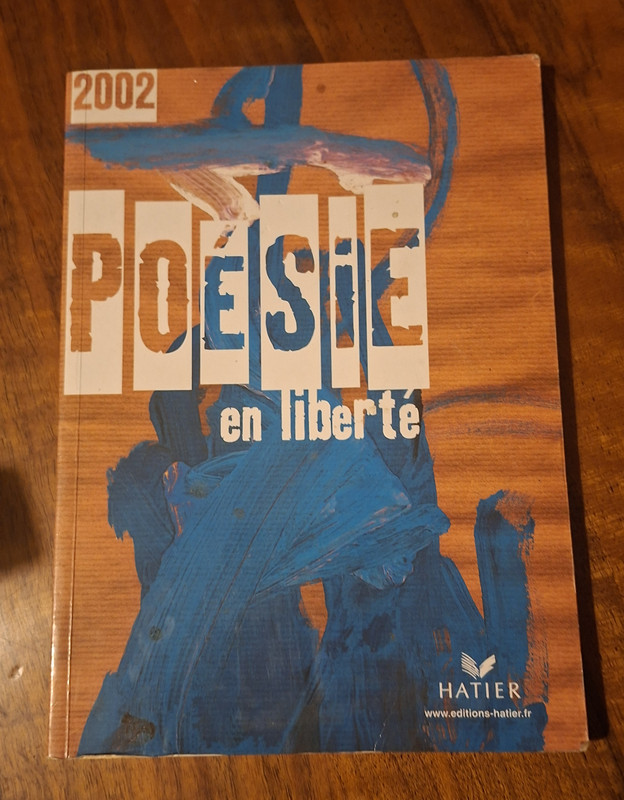 2002
POÉSiE
en liberté
HATIER
www.editions-hatier.fr